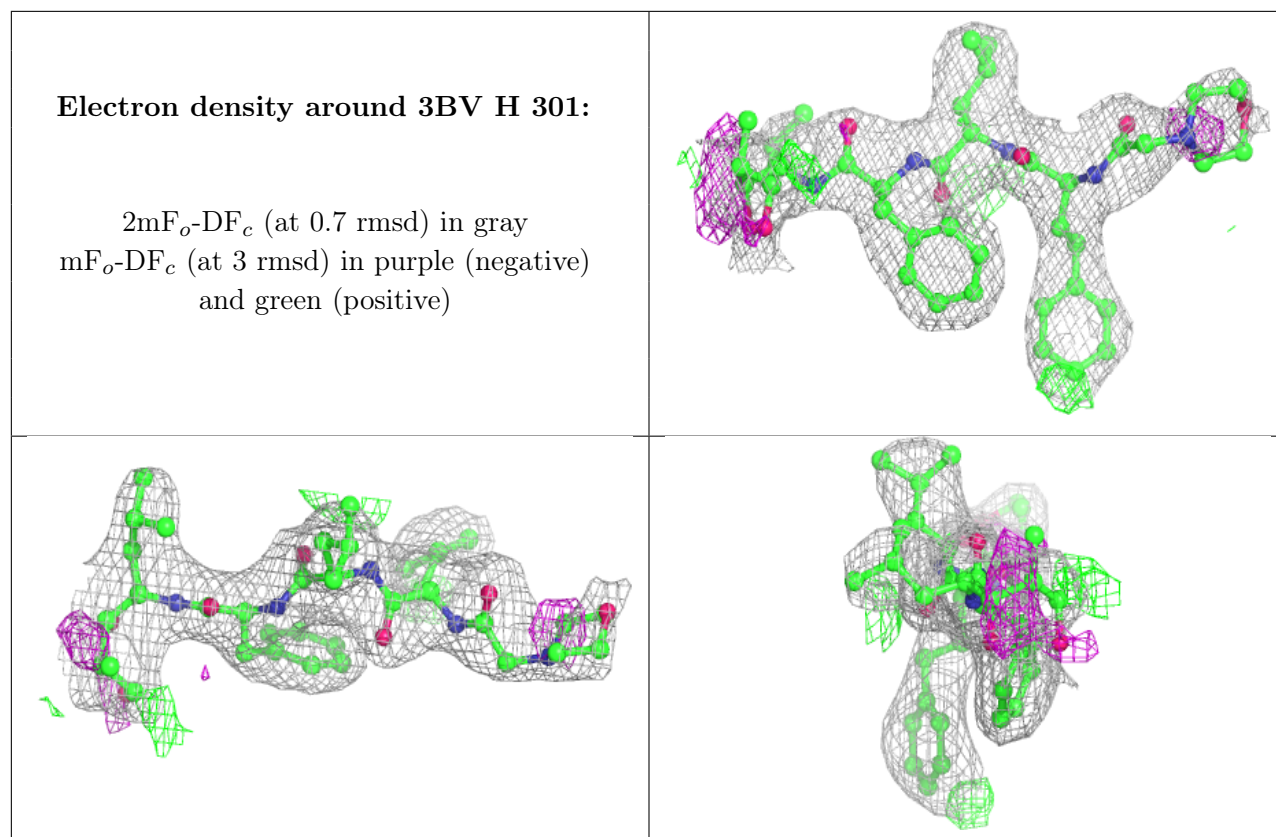 Electron density around 3BV H 301:
2mFo-DFc (at 0.7 rmsd) in gray
mFo-DFc (at 3 rmsd) in purple (negative)
and green (positive)